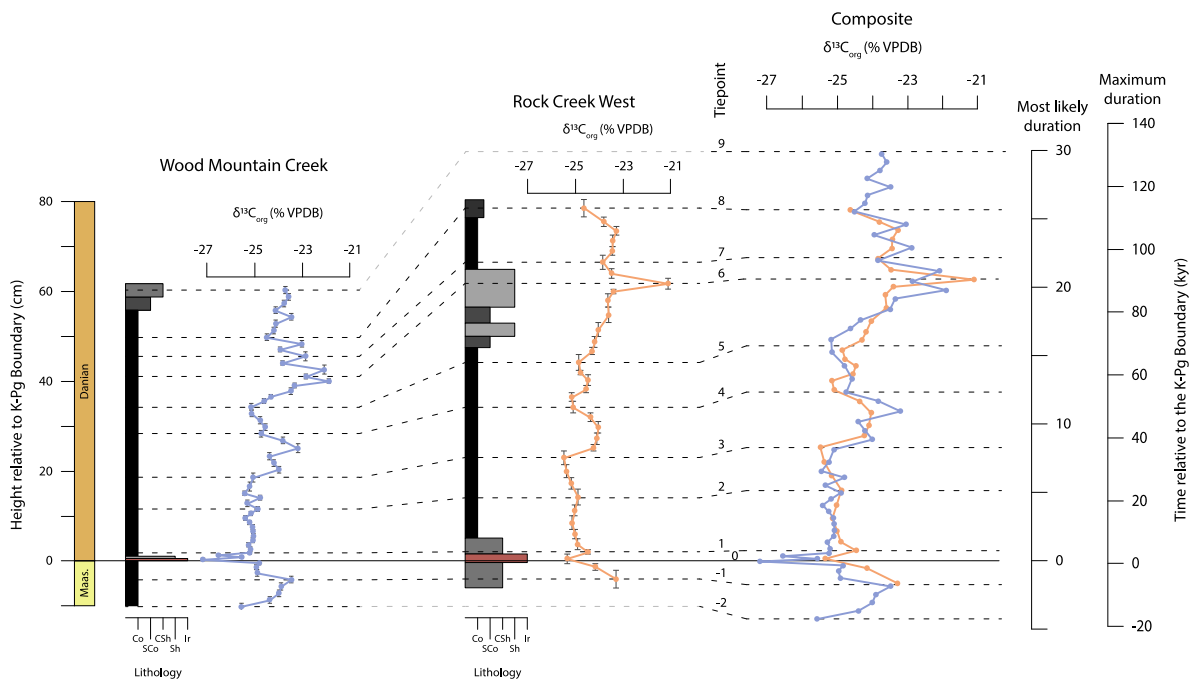 Composite
δ¹³Corg (% VPDB)
-27 -25 -23 -21
Tiepoint
Most likely
duration
Maximum
duration
Rock Creek West
δ¹³Corg (% VPDB)
-27 -25 -23 -21
Wood Mountain Creek
δ¹³Corg (% VPDB)
-27 -25 -23 -21
Height relative to K-Pg Boundary (cm)
80
60
40
20
0
Danian
Maas.
9
8
7
6
5
4
3
2
1
0
-1
-2
30
20
10
0
140
120
100
80
60
40
20
0
-20
Time relative to the K-Pg Boundary (kyr)
Co CSh Ir
SCo Sh
Lithology
Co CSh Ir
SCo Sh
Lithology